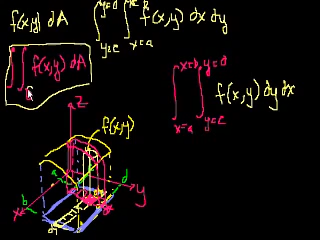 f(x,y) dA
∫ y=d y=c ∫ x=b x=a f(x,y) dx dy
∫∫ R f(x,y) dA
∫ x=b x=a ∫ y=d y=c f(x,y) dy dx
z
f(x,y)
a
d
b
x
y